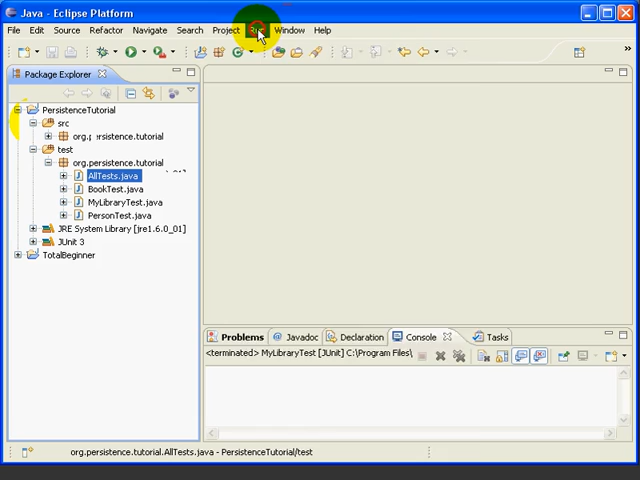 Java - Eclipse Platform
File Edit Source Refactor Navigate Search Project Window Help
Package Explorer
PersistenceTutorial
src
test
org.persistence.tutorial
AllTests.java
BookTest.java
MyLibraryTest.java
PersonTest.java
JRE System Library [jre1.6.0_01]
JUnit 3
TotalBeginner
Problems Javadoc Declaration Console Tasks
<terminated> MyLibraryTest [JUnit] C:\Program Files\
org.persistence.tutorial.AllTests.java - PersistenceTutorial/test